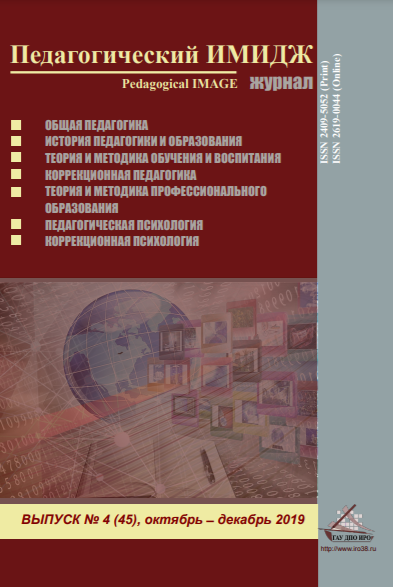 Педагогический ИМИДЖ
Pedagogical IMAGE журнал
ISSN 2409-5052 (Print)
ISSN 2619-0044 (Online)
ОБЩАЯ ПЕДАГОГИКА
ИСТОРИЯ ПЕДАГОГИКИ И ОБРАЗОВАНИЯ
ТЕОРИЯ И МЕТОДИКА ОБУЧЕНИЯ И ВОСПИТАНИЯ
КОРРЕКЦИОННАЯ ПЕДАГОГИКА
ТЕОРИЯ И МЕТОДИКА ПРОФЕССИОНАЛЬНОГО
ОБРАЗОВАНИЯ
ПЕДАГОГИЧЕСКАЯ ПСИХОЛОГИЯ
КОРРЕКЦИОННАЯ ПСИХОЛОГИЯ
ВЫПУСК № 4 (45), октябрь – декабрь 2019
ГАУ ДПО ИРО
http://www.iro38.ru